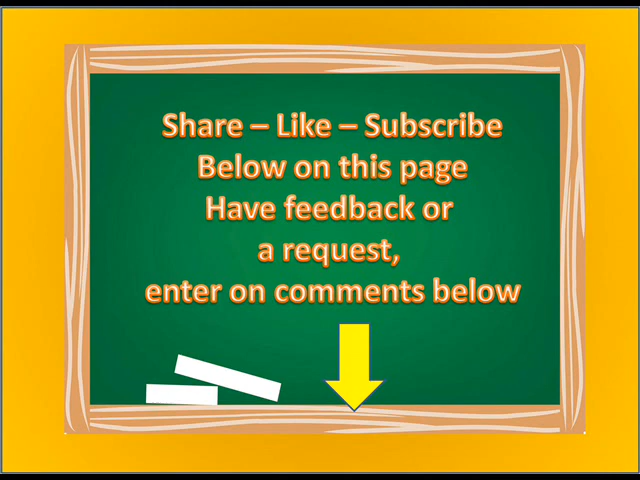 Share – Like – Subscribe
Below on this page
Have feedback or
a request,
enter on comments below